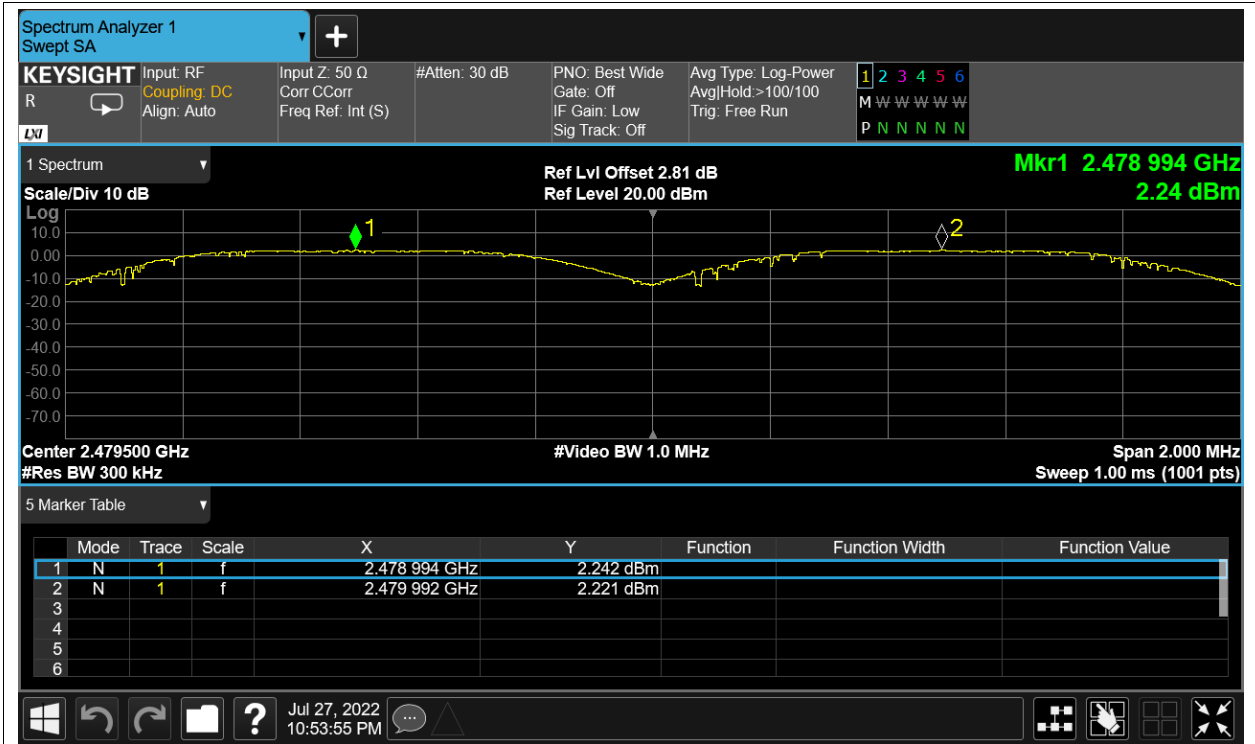 Spectrum Analyzer 1
Swept SA
KEYSIGHT
R
LXI
Input: RF
Coupling: DC
Align: Auto
Input Z: 50 Ω
Corr CCorr
Freq Ref: Int (S)
#Atten: 30 dB
PNO: Best Wide
Gate: Off
IF Gain: Low
Sig Track: Off
Avg Type: Log-Power
Avg|Hold:>100/100
Trig: Free Run
1 2 3 4 5 6
M W W W W W
P N N N N N
1 Spectrum
Scale/Div 10 dB
Ref Lvl Offset 2.81 dB
Ref Level 20.00 dBm
Mkr1 2.478 994 GHz
2.24 dBm
Log
10.0
0.00
-10.0
-20.0
-30.0
-40.0
-50.0
-60.0
-70.0
1
2
Center 2.479500 GHz
#Res BW 300 kHz
#Video BW 1.0 MHz
Span 2.000 MHz
Sweep 1.00 ms (1001 pts)
5 Marker Table
Mode Trace Scale X Y Function Function Width Function Value
1 N 1 f 2.478 994 GHz 2.242 dBm
2 N 1 f 2.479 992 GHz 2.221 dBm
3
4
5
6
?
Jul 27, 2022
10:53:55 PM